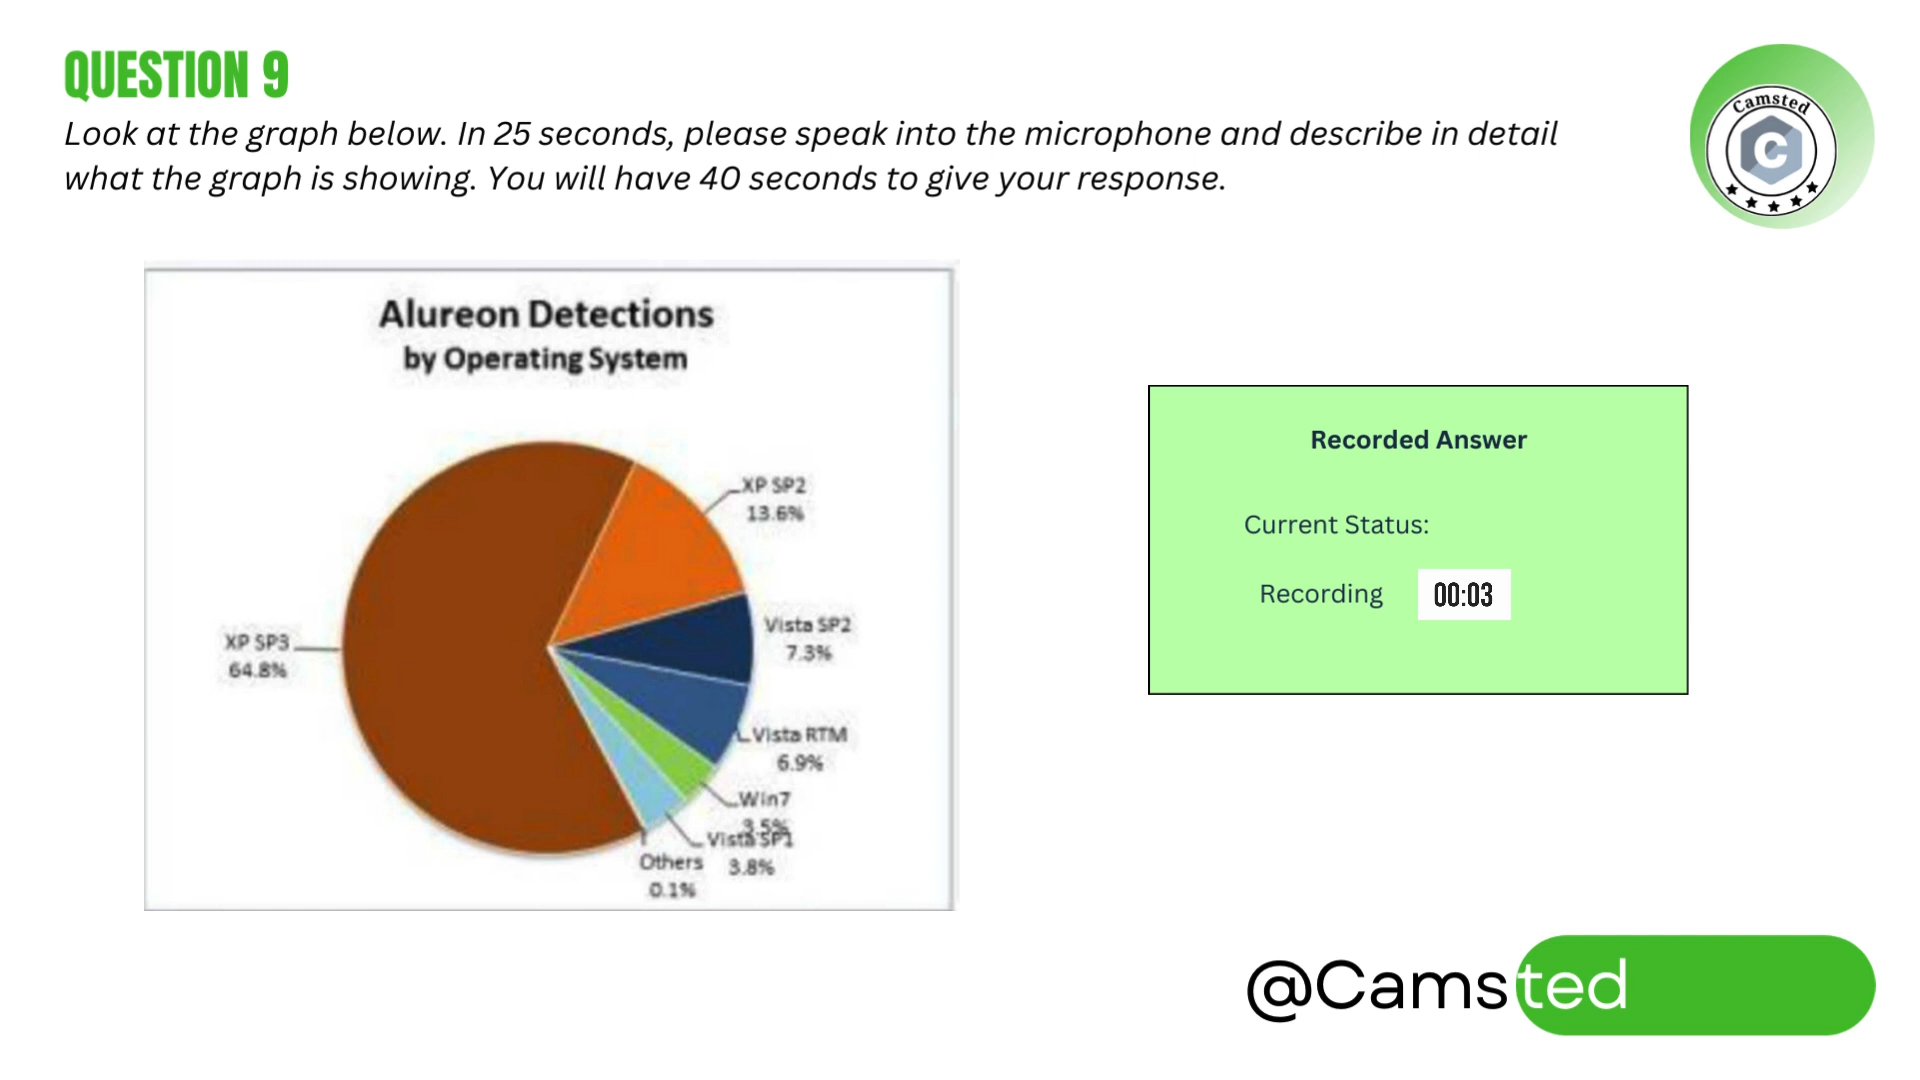 QUESTION 9
Look at the graph below. In 25 seconds, please speak into the microphone and describe in detail
what the graph is showing. You will have 40 seconds to give your response.
Camsted
C
Alureon Detections
by Operating System
XP SP2
13.6%
Vista SP2
7.3%
XP SP3
64.8%
Vista RTM
6.9%
Win7
3.5%
Vista SP1
3.8%
Others
0.1%
Recorded Answer
Current Status:
Recording 00:03
@Camsted